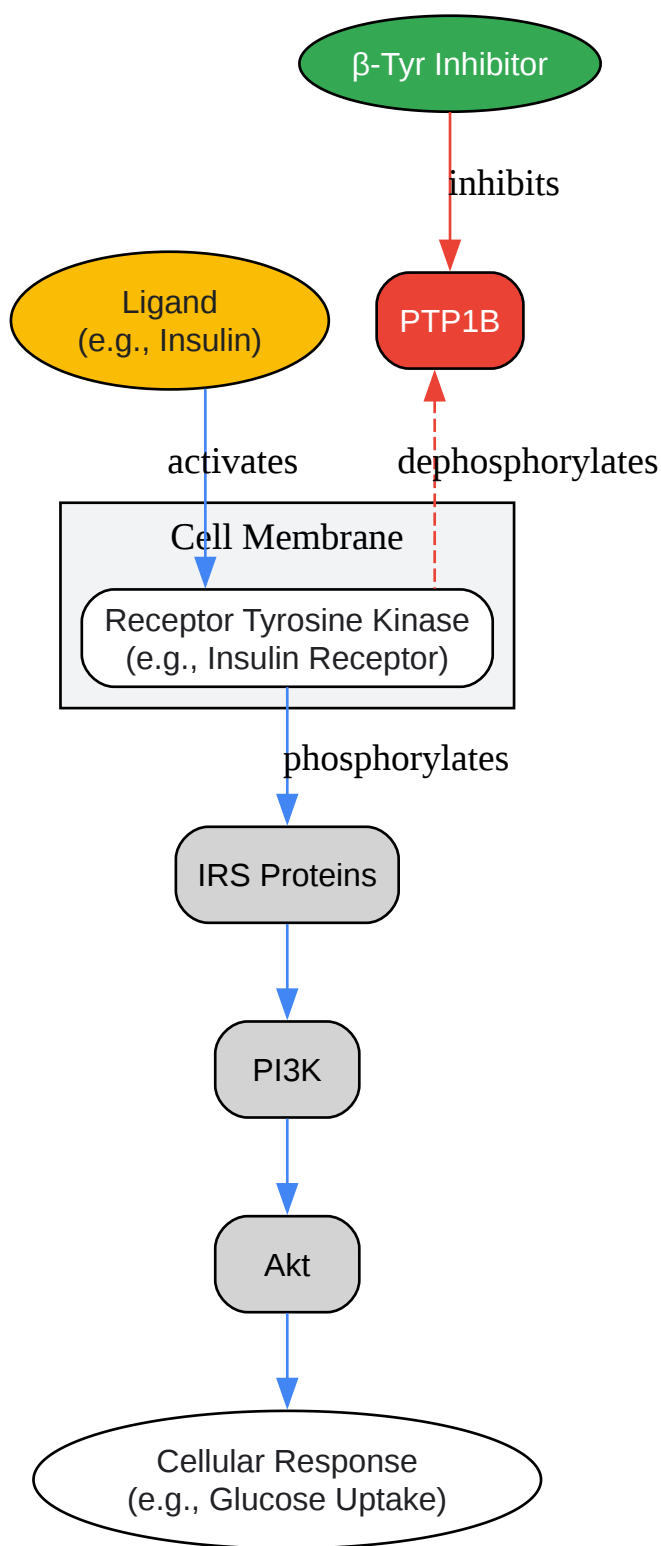 β-Tyr Inhibitor
inhibits
Ligand
(e.g., Insulin)
PTP1B
activates
dephosphorylates
Cell Membrane
Receptor Tyrosine Kinase
(e.g., Insulin Receptor)
phosphorylates
IRS Proteins
PI3K
Akt
Cellular Response
(e.g., Glucose Uptake)